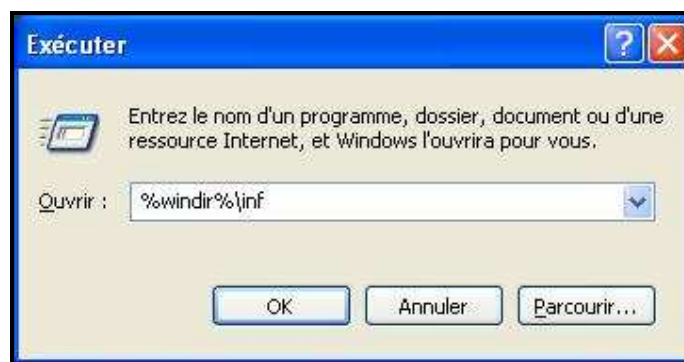 Exécuter
Entrez le nom d'un programme, dossier, document ou d'une
ressource Internet, et Windows l'ouvrira pour vous.
Ouvrir : %windir%\inf
OK Annuler Parcourir...